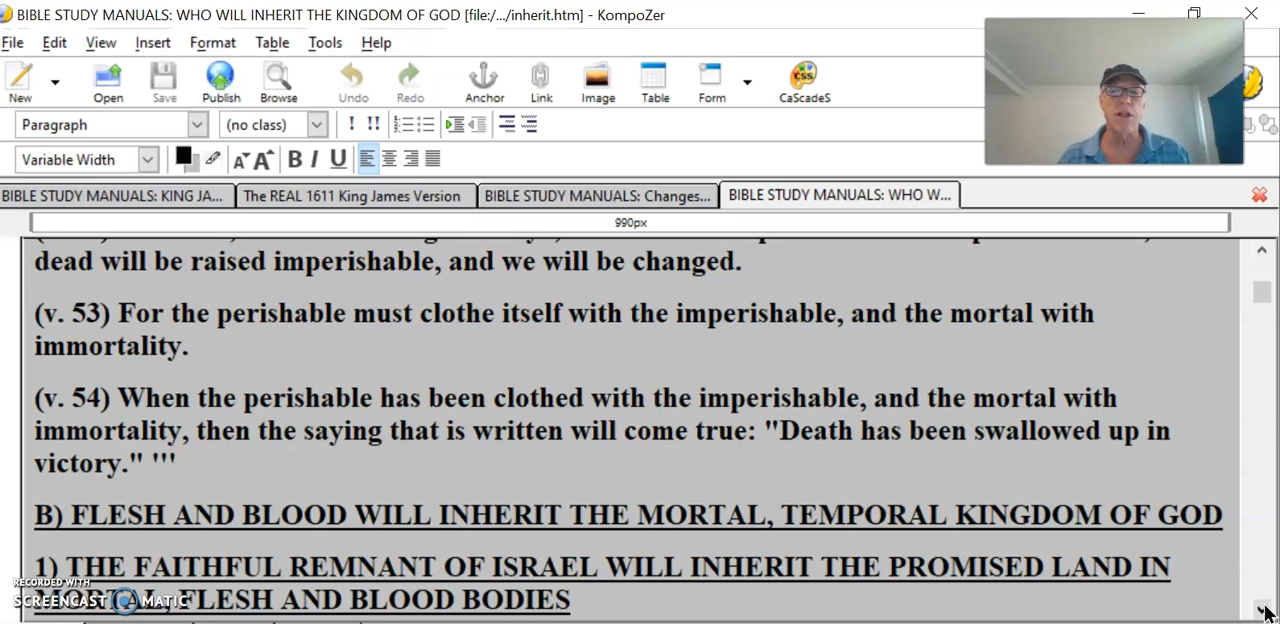 BIBLE STUDY MANUALS: WHO WILL INHERIT THE KINGDOM OF GOD [file:/.../inherit.htm] - KompoZer
File Edit View Insert Format Table Tools Help
New Open Save Publish Browse Undo Redo Anchor Link Image Table Form CaScadeS
Paragraph (no class) ! !!
Variable Width A A B I U
BIBLE STUDY MANUALS: KING JA... The REAL 1611 King James Version BIBLE STUDY MANUALS: Changes... BIBLE STUDY MANUALS: WHO W...
990px
dead will be raised imperishable, and we will be changed.
(v. 53) For the perishable must clothe itself with the imperishable, and the mortal with
immortality.
(v. 54) When the perishable has been clothed with the imperishable, and the mortal with
immortality, then the saying that is written will come true: "Death has been swallowed up in
victory." '''
B) FLESH AND BLOOD WILL INHERIT THE MORTAL, TEMPORAL KINGDOM OF GOD
1) THE FAITHFUL REMNANT OF ISRAEL WILL INHERIT THE PROMISED LAND IN
MORTAL, FLESH AND BLOOD BODIES
RECORDED WITH
SCREENCAST MATIC